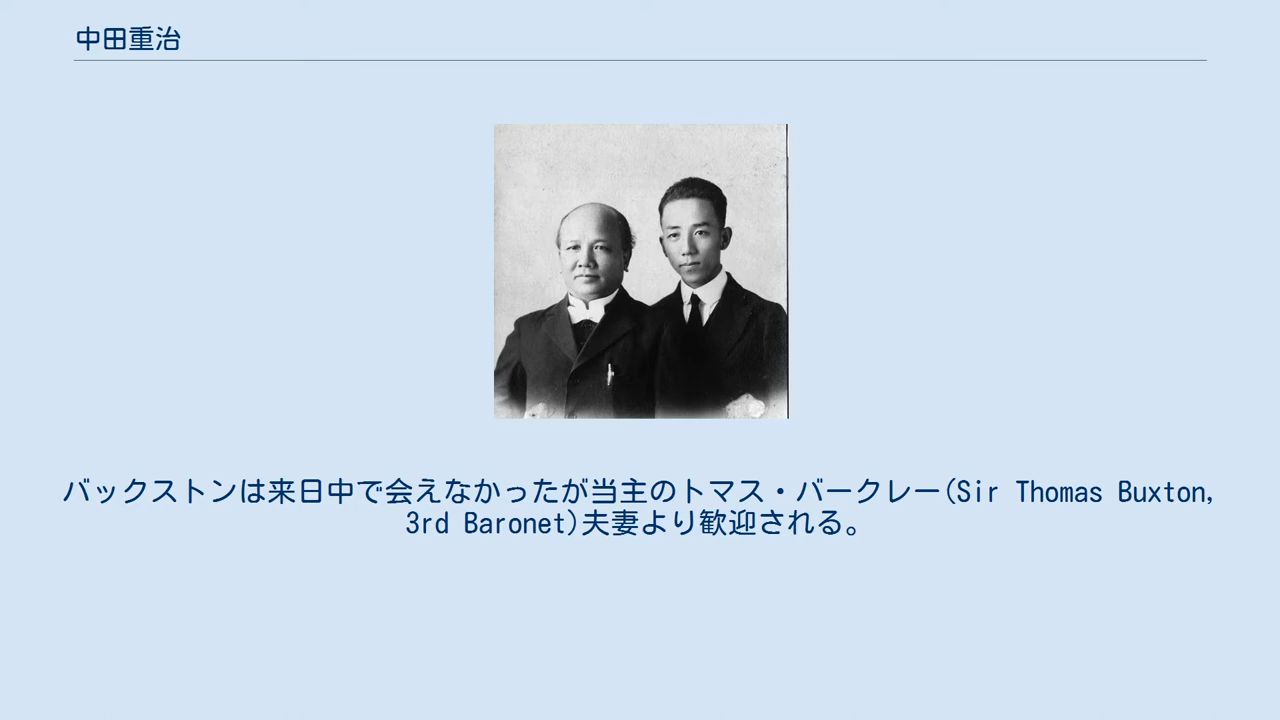 中田重治
バックストンは来日中で会えなかったが当主のトマス・バークレー(Sir Thomas Buxton,
3rd Baronet)夫妻より歓迎される。